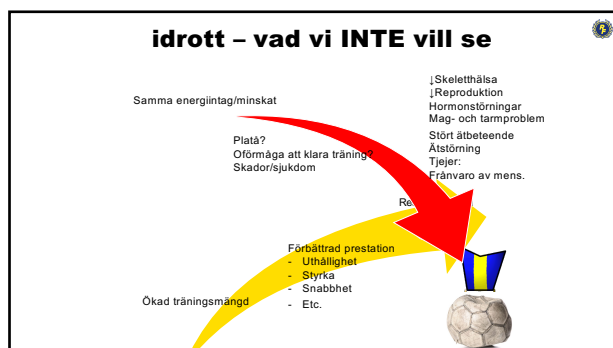 idrott – vad vi INTE vill se
↓Skeletthälsa
↓Reproduktion
Hormonstörningar
Mag- och tarmproblem
Samma energiintag/minskat
Stört ätbeteende
Ätstörning
Tjejer:
Frånvaro av mens.
Platå?
Oförmåga att klara träning?
Skador/sjukdom
Förbättrad prestation
- Uthållighet
- Styrka
- Snabbhet
- Etc.
Ökad träningsmängd